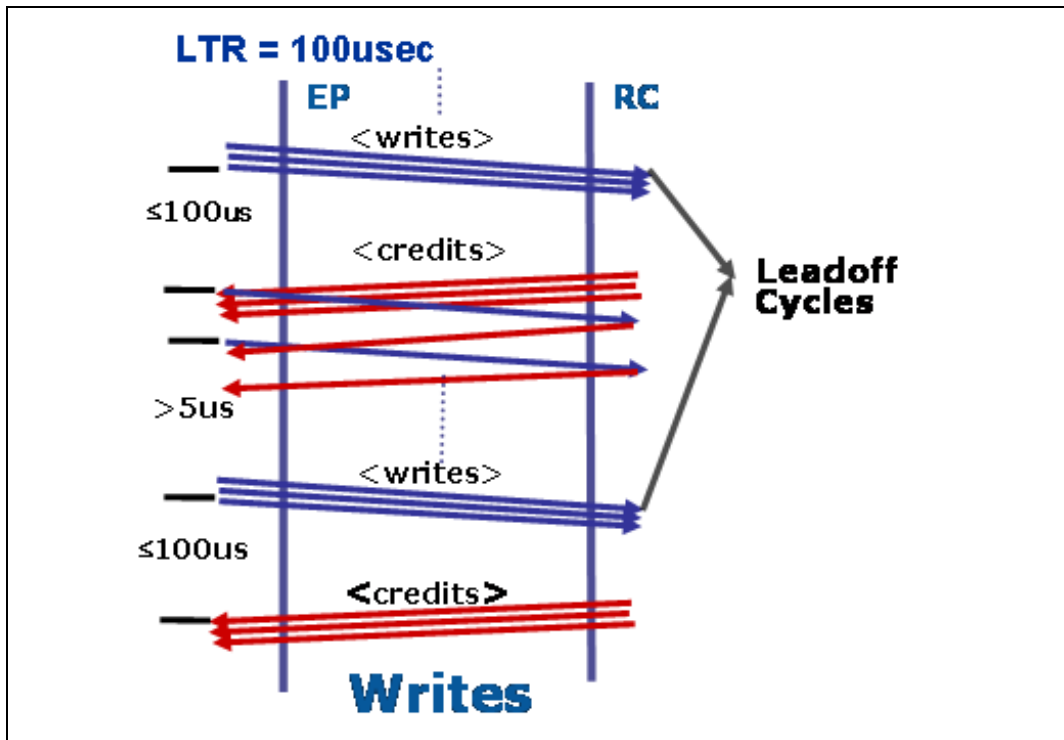 LTR = 100usec
EP
RC
<writes>
≤100us
<credits>
Leadoff
Cycles
>5us
<writes>
≤100us
<credits>
Writes